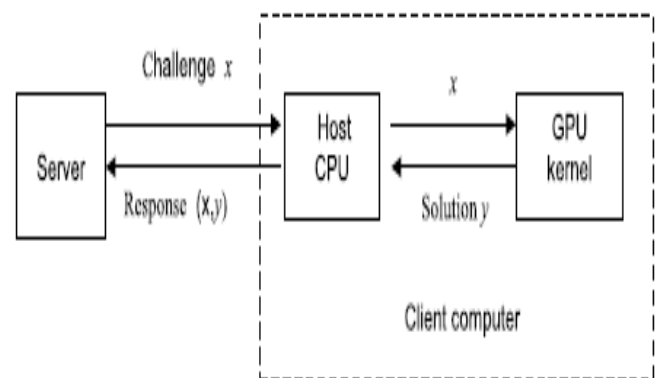 Challenge x
x
Server
Host
CPU
GPU
kernel
Response (x,y)
Solution y
Client computer